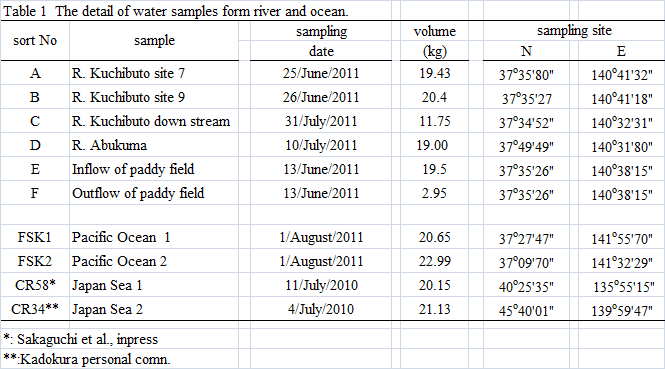 Table 1 The detail of water samples form river and ocean.
sort No sample sampling date volume (kg) sampling site N E
A R. Kuchibuto site 7 25/June/2011 19.43 37°35'80" 140°41'32"
B R. Kuchibuto site 9 26/June/2011 20.4 37°35'27 140°41'18"
C R. Kuchibuto down stream 31/July/2011 11.75 37°34'52" 140°32'31"
D R. Abukuma 10/July/2011 19.00 37°49'49" 140°31'80"
E Inflow of paddy field 13/June/2011 19.5 37°35'26" 140°38'15"
F Outflow of paddy field 13/June/2011 2.95 37°35'26" 140°38'15"
FSK1 Pacific Ocean 1 1/August/2011 20.65 37°27'47" 141°55'70"
FSK2 Pacific Ocean 2 1/August/2011 22.99 37°09'70" 141°32'29"
CR58* Japan Sea 1 11/July/2010 20.15 40°25'35" 135°55'15"
CR34** Japan Sea 2 4/July/2010 21.13 45°40'01" 139°59'47"
*: Sakaguchi et al., inpress
**:Kadokura personal comn.